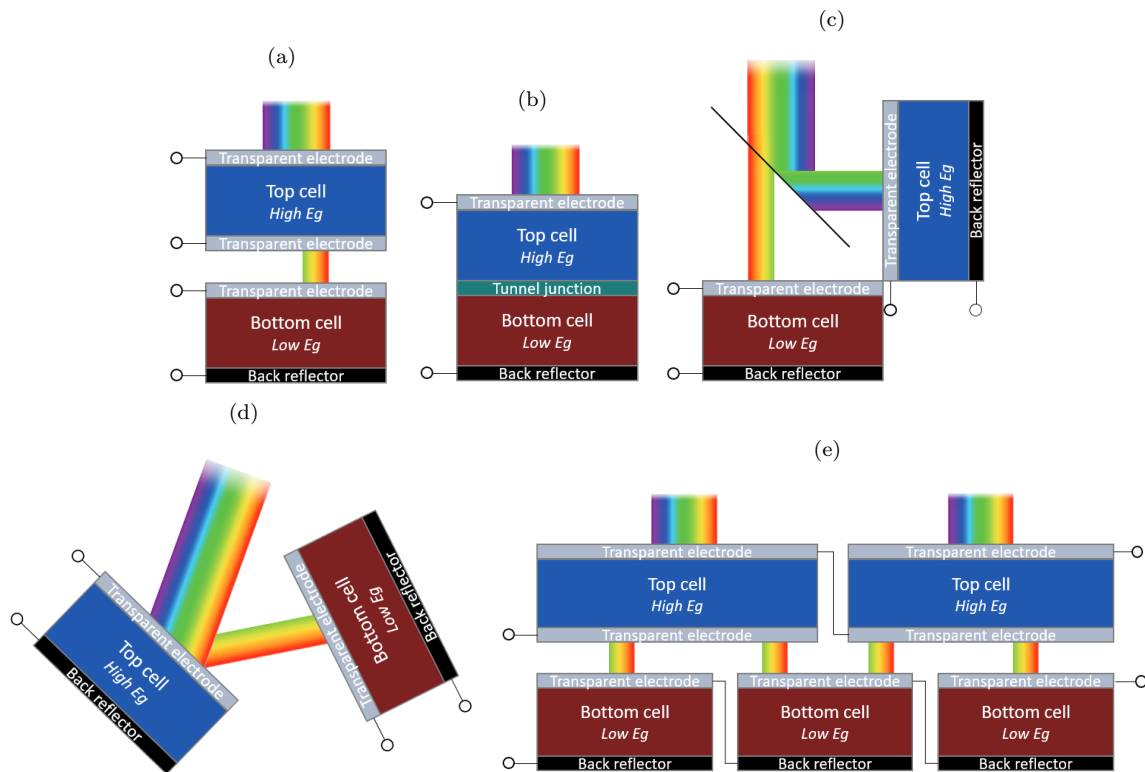 (a)
Transparent electrode
Top cell
High Eg
Transparent electrode
Transparent electrode
Bottom cell
Low Eg
Back reflector
(b)
Transparent electrode
Top cell
High Eg
Tunnel junction
Bottom cell
Low Eg
Back reflector
(c)
Transparent electrode
Top cell
High Eg
Back reflector
Transparent electrode
Bottom cell
Low Eg
Back reflector
(d)
Transparent electrode
Top cell
High Eg
Back reflector
Transparent electrode
Bottom cell
Low Eg
Back reflector
(e)
Transparent electrode
Top cell
High Eg
Transparent electrode
Transparent electrode
Top cell
High Eg
Transparent electrode
Transparent electrode
Bottom cell
Low Eg
Back reflector
Transparent electrode
Bottom cell
Low Eg
Back reflector
Transparent electrode
Bottom cell
Low Eg
Back reflector